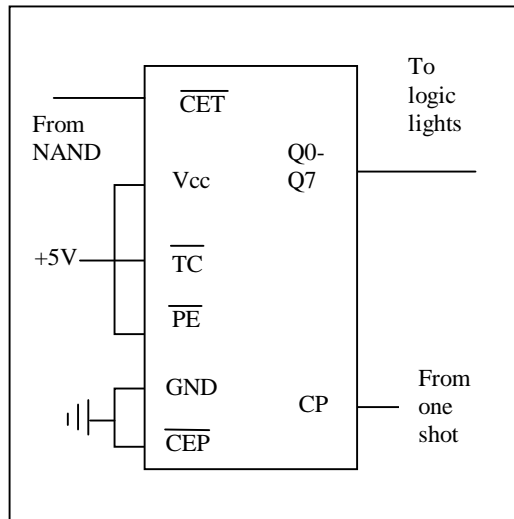 CET
From
NAND
Vcc
+5V
TC
PE
GND
CEP
Q0-
Q7
CP
To
logic
lights
From
one
shot